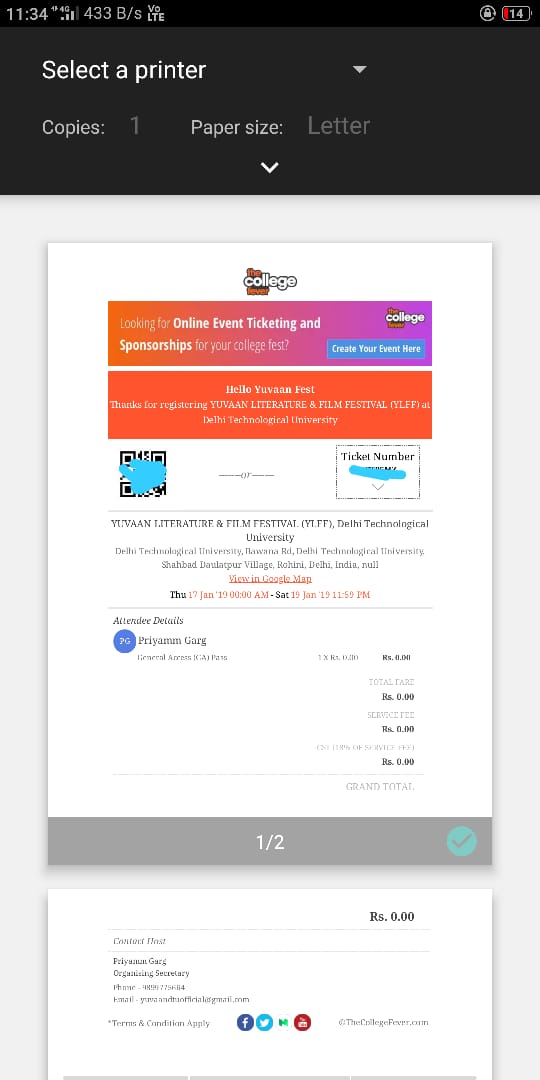 11:34 4G 433 B/s Vo LTE 14
Select a printer
Copies: 1 Paper size: Letter
the college fever
Looking for Online Event Ticketing and
Sponsorships for your college fest?
the college fever
Create Your Event Here
Hello Yuvaan Fest
Thanks for registering YUVAAN LITERATURE & FILM FESTIVAL (YLFF) at
Delhi Technological University
or
Ticket Number
YUVAAN LITERATURE & FILM FESTIVAL (YLFF), Delhi Technological
University
Delhi Technological University, Bawana Rd, Delhi Technological University,
Shahbad Daulatpur Village, Rohini, Delhi, India, null
View in Google Map
Thu 17 Jan '19 00:00 AM - Sat 19 Jan '19 11:59 PM
Attendee Details
PG Priyamm Garg
General Access (GA) Pass 1 X Rs. 0.00 Rs. 0.00
TOTAL FARE
Rs. 0.00
SERVICE FEE
Rs. 0.00
GST (18% OF SERVICE FEE)
Rs. 0.00
GRAND TOTAL
1/2
Rs. 0.00
Contact Host
Priyamm Garg
Organising Secretary
Phone - 9899775664
Email - yuvaandtuofficial@gmail.com
*Terms & Condition Apply ©TheCollegeFever.com